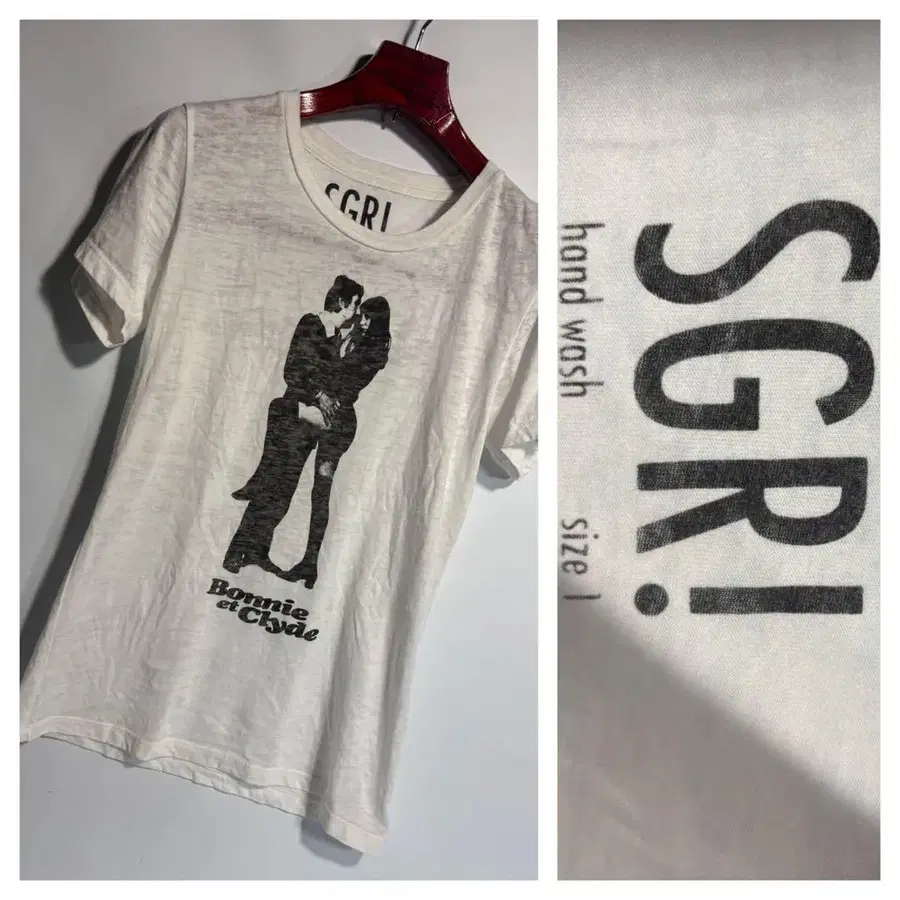 SGRI
Bonnie
et Clyde
SGR!
hand wash
size 1